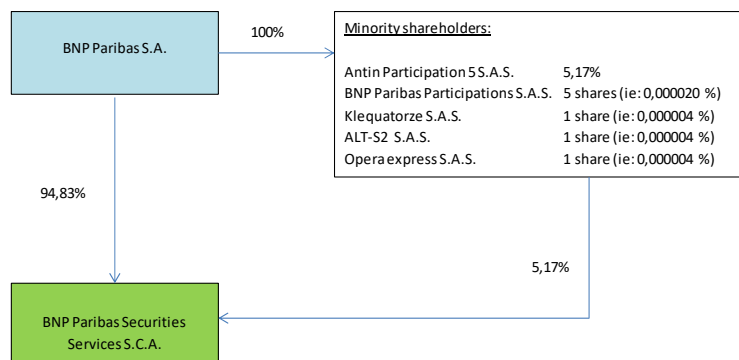 BNP Paribas S.A.
100%
Minority shareholders:
Antin Participation 5 S.A.S. 5,17%
BNP Paribas Participations S.A.S. 5 shares (ie: 0,000020 %)
Klequatorze S.A.S. 1 share (ie: 0,000004 %)
ALT-S2 S.A.S. 1 share (ie: 0,000004 %)
Opera express S.A.S. 1 share (ie: 0,000004 %)
94,83%
5,17%
BNP Paribas Securities
Services S.C.A.